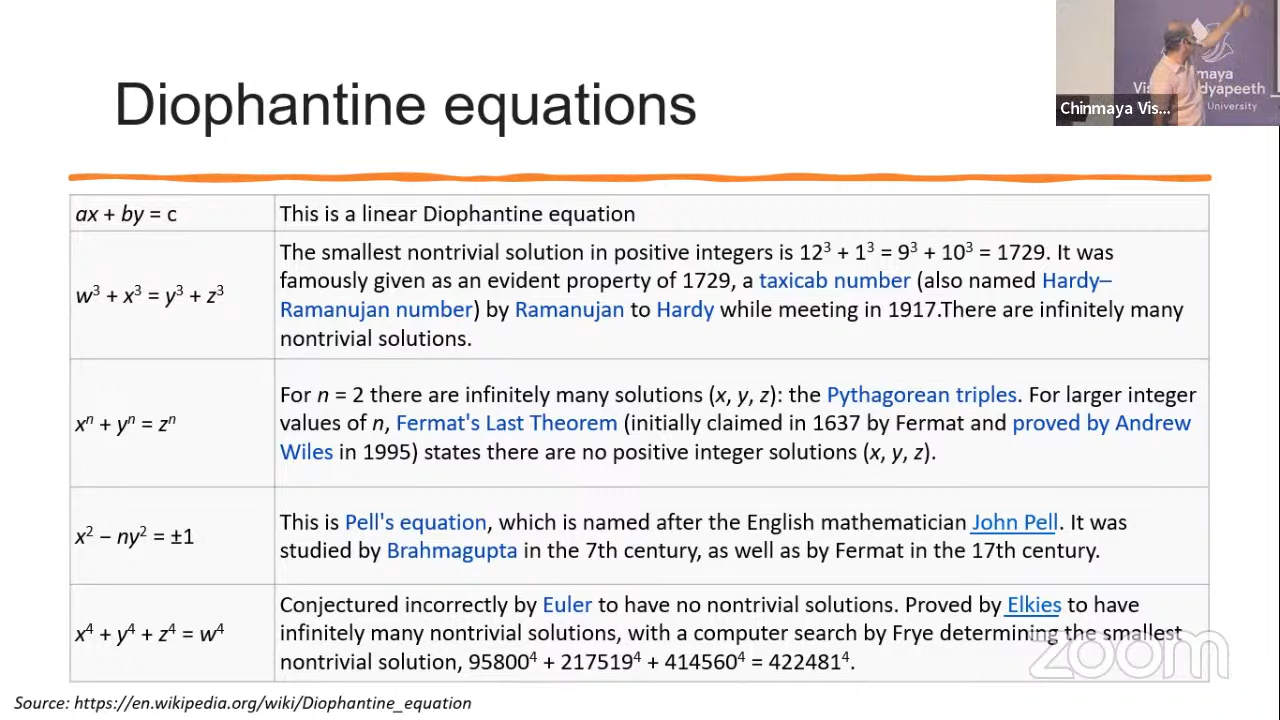 Diophantine equations
maya
Vis dyapeeth
University
Chinmaya Vis...
ax + by = c
This is a linear Diophantine equation
w³ + x³ = y³ + z³
The smallest nontrivial solution in positive integers is 12³ + 1³ = 9³ + 10³ = 1729. It was
famously given as an evident property of 1729, a taxicab number (also named Hardy–
Ramanujan number) by Ramanujan to Hardy while meeting in 1917.There are infinitely many
nontrivial solutions.
xⁿ + yⁿ = zⁿ
For n = 2 there are infinitely many solutions (x, y, z): the Pythagorean triples. For larger integer
values of n, Fermat's Last Theorem (initially claimed in 1637 by Fermat and proved by Andrew
Wiles in 1995) states there are no positive integer solutions (x, y, z).
x² − ny² = ±1
This is Pell's equation, which is named after the English mathematician John Pell. It was
studied by Brahmagupta in the 7th century, as well as by Fermat in the 17th century.
x⁴ + y⁴ + z⁴ = w⁴
Conjectured incorrectly by Euler to have no nontrivial solutions. Proved by Elkies to have
infinitely many nontrivial solutions, with a computer search by Frye determining the smallest
nontrivial solution, 95800⁴ + 217519⁴ + 414560⁴ = 422481⁴.
zoom
Source: https://en.wikipedia.org/wiki/Diophantine_equation